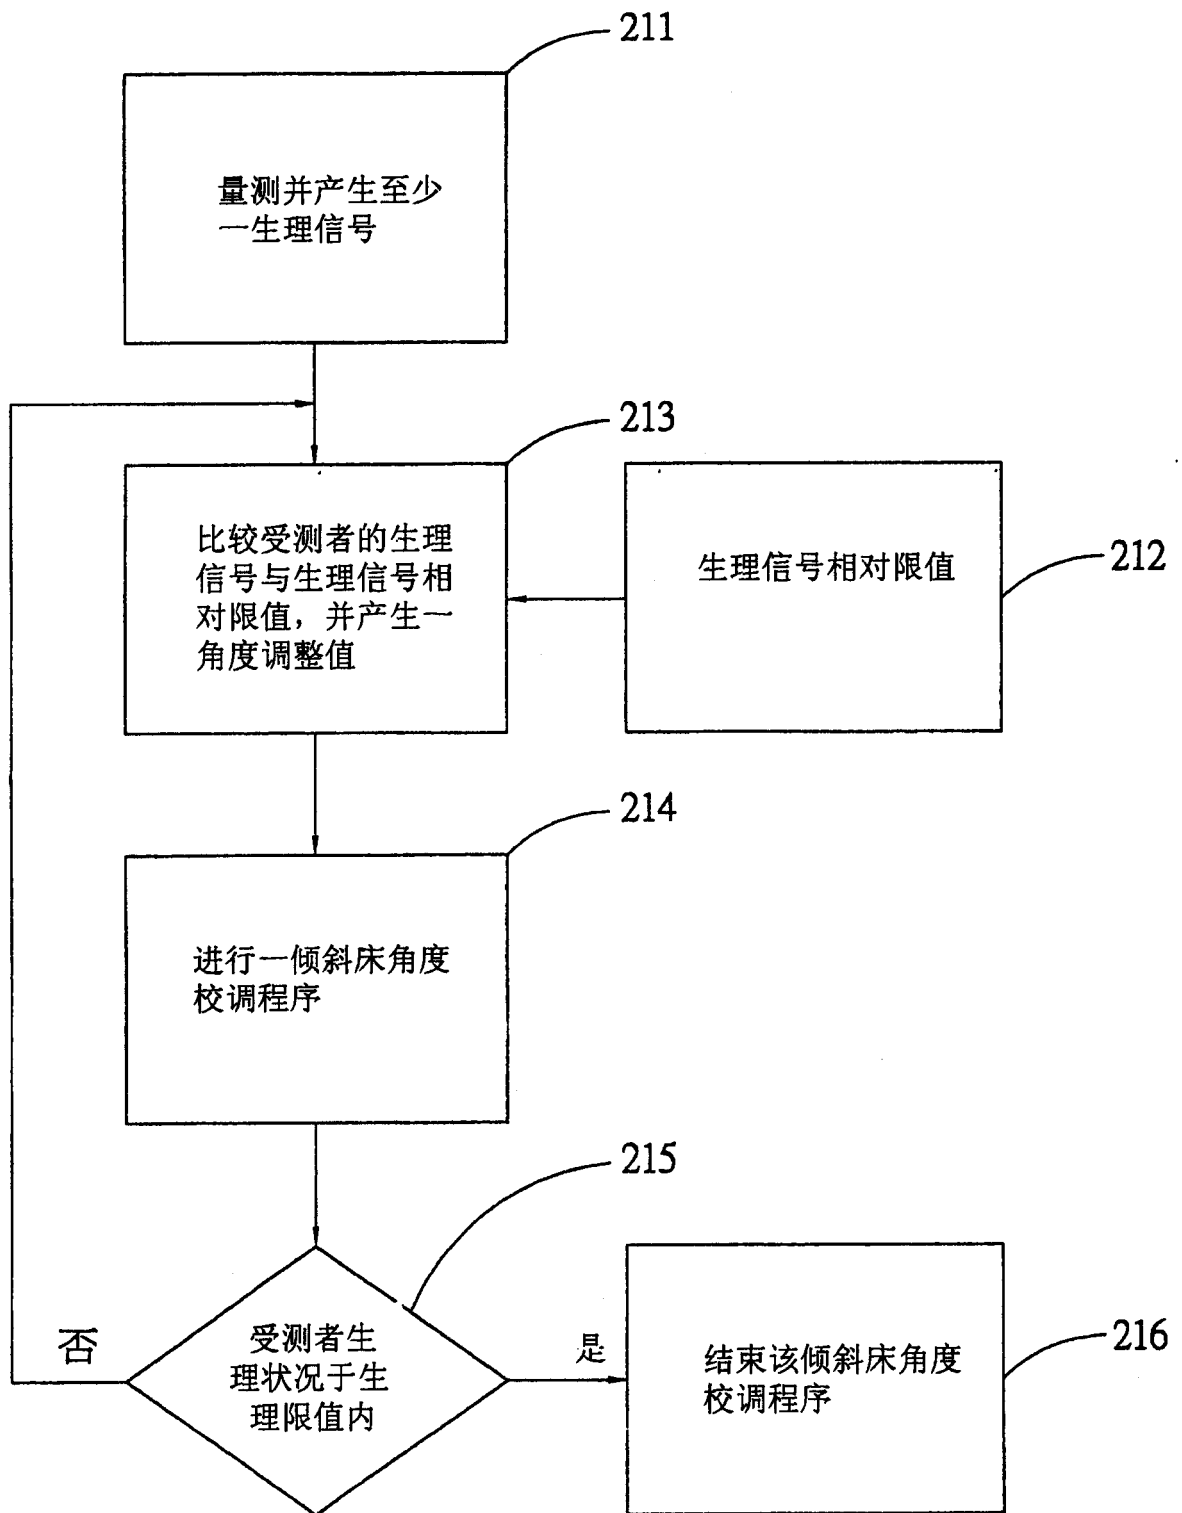 211
量测并产生至少
一生理信号
213
比较受测者的生理
信号与生理信号相
对限值，并产生一
角度调整值
生理信号相对限值
212
214
进行一倾斜床角度
校调程序
215
受测者生
理状况于生
理限值内
否
是
结束该倾斜床角度
校调程序
216